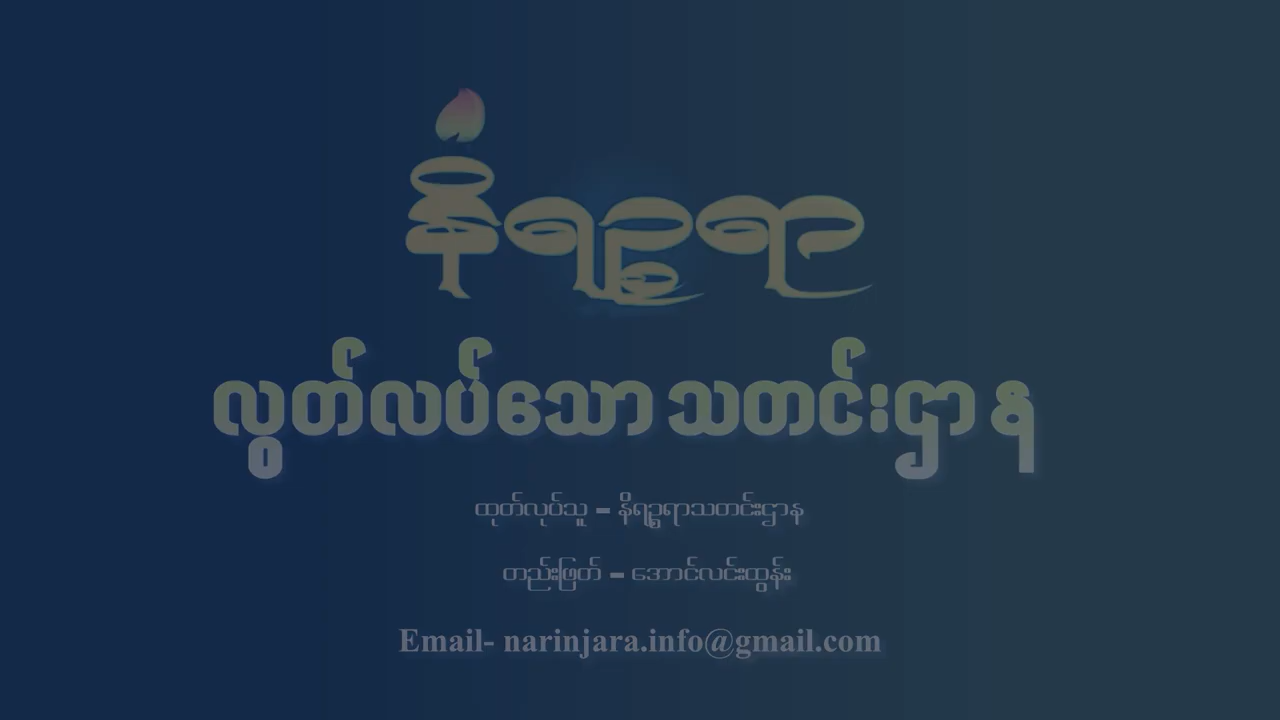 နိရဉ္စရာ
လွတ်လပ်သော သတင်းဌာန
ထုတ်လုပ်သူ – နိရဉ္စရာသတင်းဌာန
တည်းဖြတ် – အောင်လင်းထွန်း
Email- narinjara.info@gmail.com